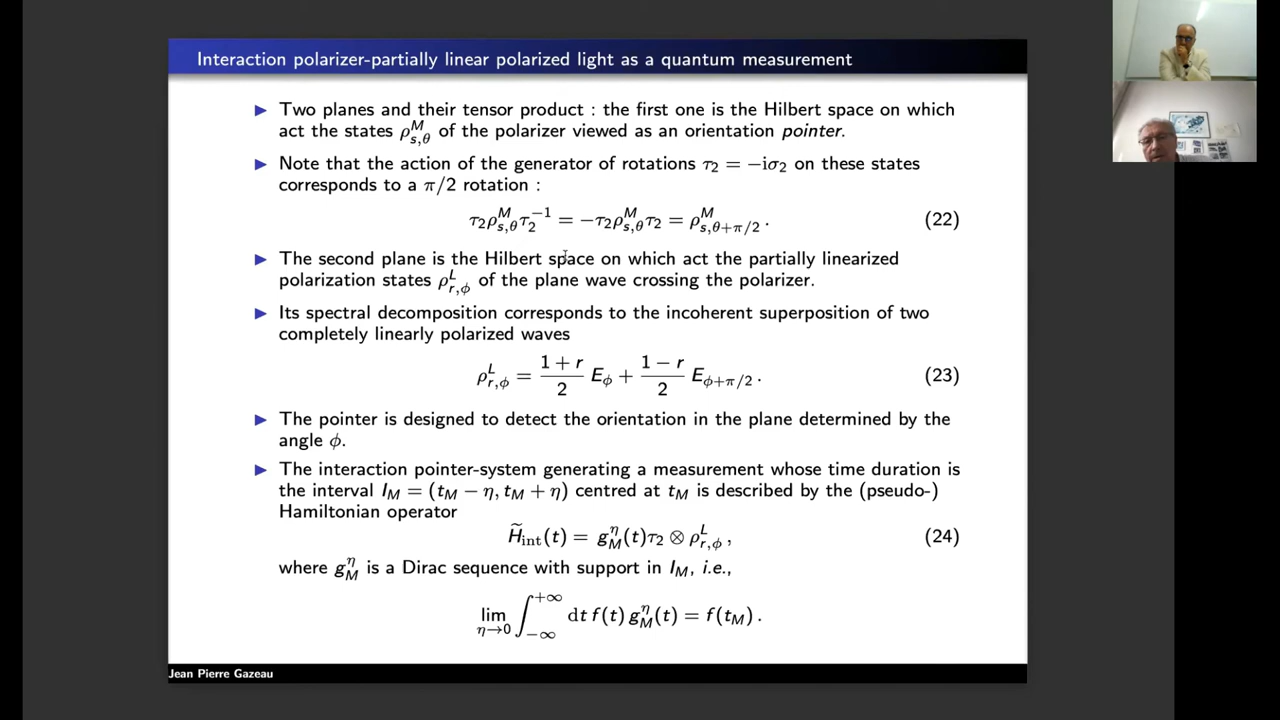 Interaction polarizer-partially linear polarized light as a quantum measurement
▶ Two planes and their tensor product : the first one is the Hilbert space on which
act the states ρ^M_{s,θ} of the polarizer viewed as an orientation pointer.
▶ Note that the action of the generator of rotations τ₂ = −iσ₂ on these states
corresponds to a π/2 rotation :
τ₂ρ^M_{s,θ}τ₂^{−1} = −τ₂ρ^M_{s,θ}τ₂ = ρ^M_{s,θ+π/2} . (22)
▶ The second plane is the Hilbert space on which act the partially linearized
polarization states ρ^L_{r,ϕ} of the plane wave crossing the polarizer.
▶ Its spectral decomposition corresponds to the incoherent superposition of two
completely linearly polarized waves
ρ^L_{r,ϕ} = \frac{1 + r}{2} E_ϕ + \frac{1 − r}{2} E_{ϕ+π/2} . (23)
▶ The pointer is designed to detect the orientation in the plane determined by the
angle ϕ.
▶ The interaction pointer-system generating a measurement whose time duration is
the interval I_M = (t_M − η, t_M + η) centred at t_M is described by the (pseudo-)
Hamiltonian operator
H̃_{int}(t) = g^η_M(t)τ₂ ⊗ ρ^L_{r,ϕ} , (24)
where g^η_M is a Dirac sequence with support in I_M, i.e.,
lim_{η→0} ∫_{−∞}^{+∞} dt f(t) g^η_M(t) = f(t_M) .
Jean Pierre Gazeau